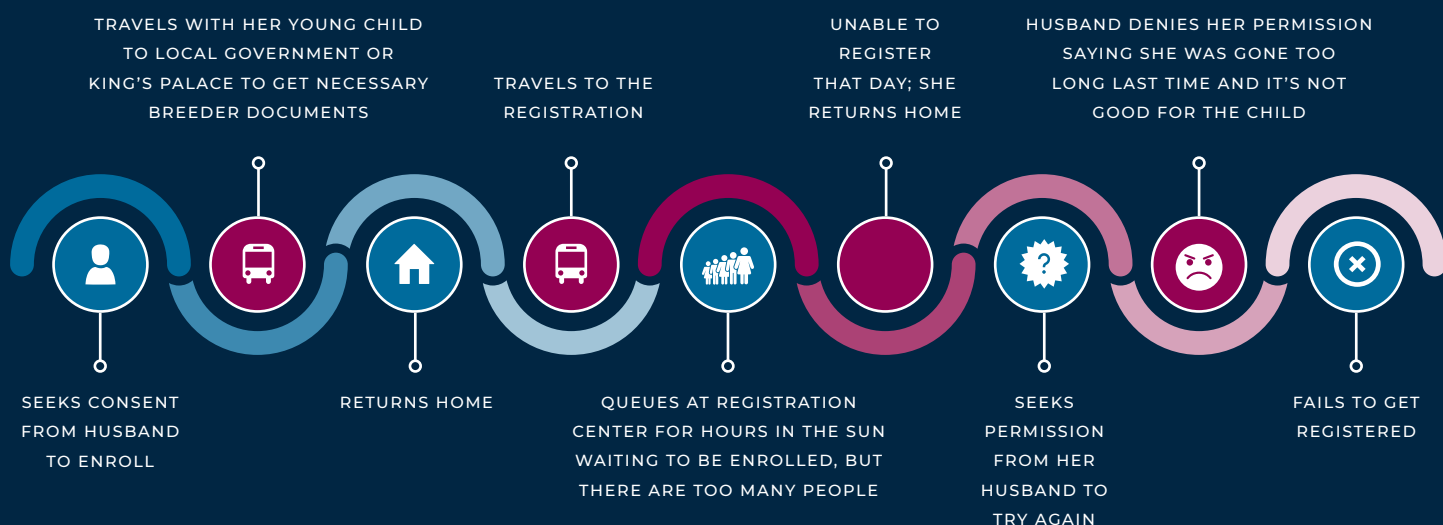 SEEKS CONSENT
FROM HUSBAND
TO ENROLL
TRAVELS WITH HER YOUNG CHILD
TO LOCAL GOVERNMENT OR
KING'S PALACE TO GET NECESSARY
BREEDER DOCUMENTS
RETURNS HOME
TRAVELS TO THE
REGISTRATION
QUEUES AT REGISTRATION
CENTER FOR HOURS IN THE SUN
WAITING TO BE ENROLLED, BUT
THERE ARE TOO MANY PEOPLE
UNABLE TO
REGISTER
THAT DAY; SHE
RETURNS HOME
SEEKS
PERMISSION
FROM HER
HUSBAND TO
TRY AGAIN
HUSBAND DENIES HER PERMISSION
SAYING SHE WAS GONE TOO
LONG LAST TIME AND IT'S NOT
GOOD FOR THE CHILD
FAILS TO GET
REGISTERED
?